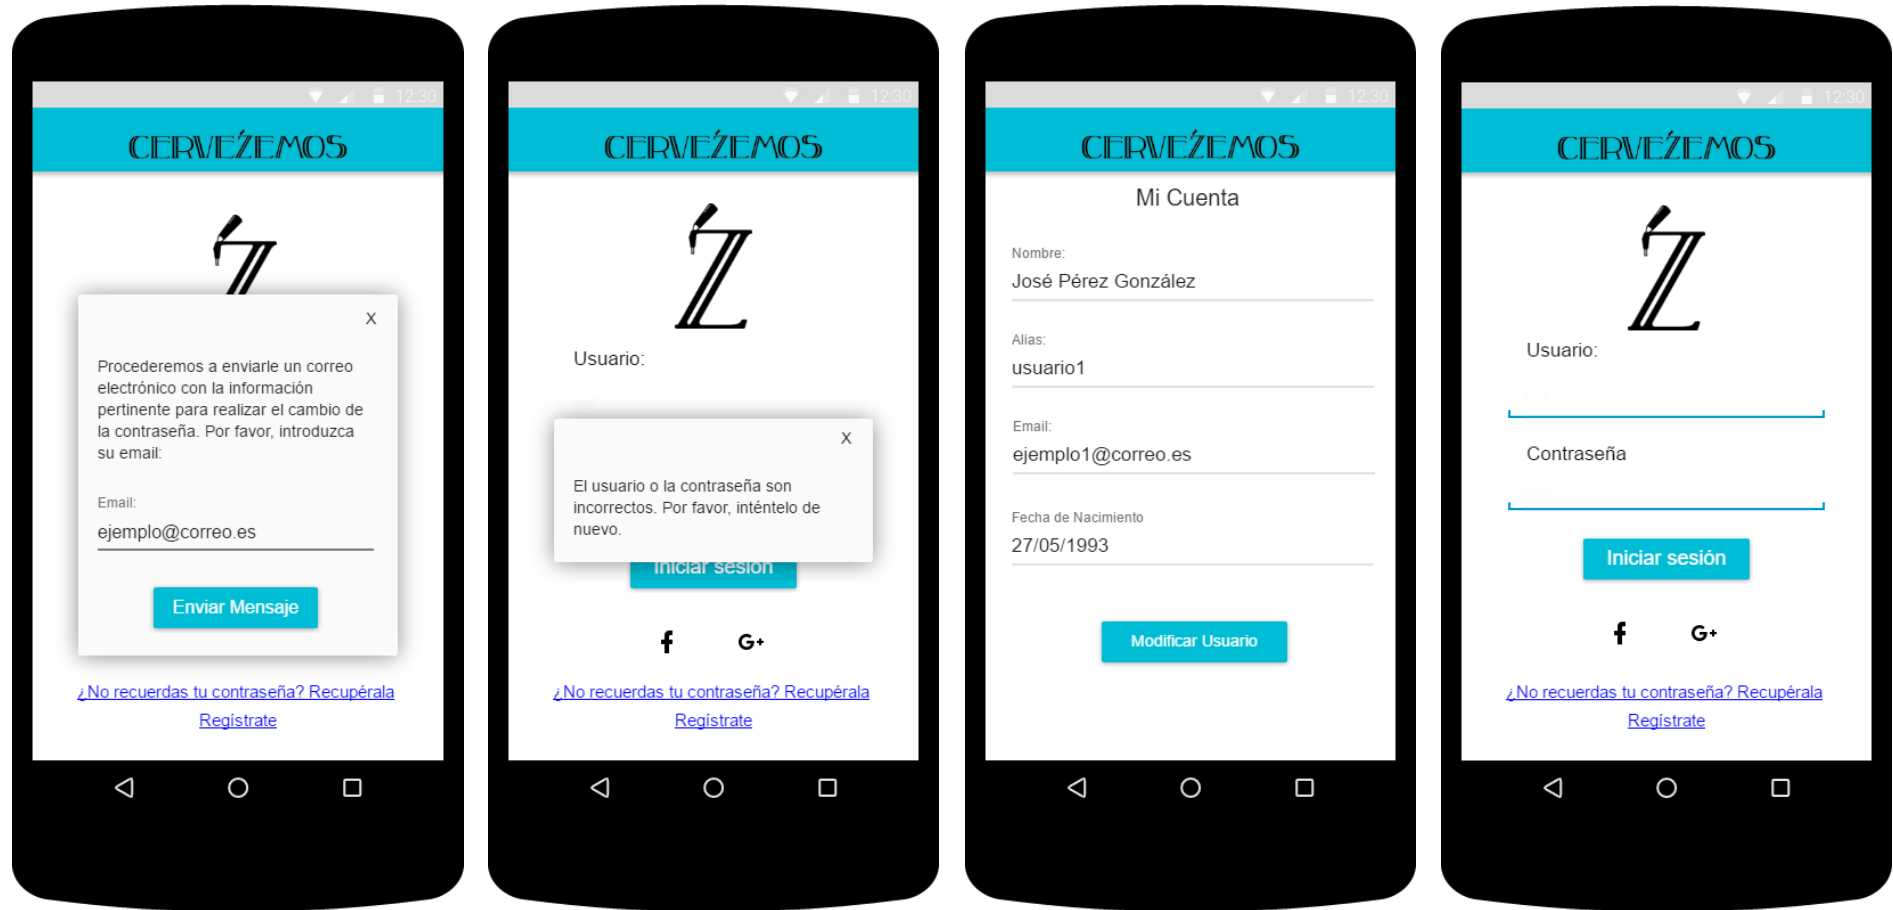 12:30
CERVEŹEMOS
Ź
X
Procederemos a enviarle un correo
electrónico con la información
pertinente para realizar el cambio de
la contraseña. Por favor, introduzca
su email:
Email:
ejemplo@correo.es
Enviar Mensaje
¿No recuerdas tu contraseña? Recupérala
Regístrate
12:30
CERVEŹEMOS
Ź
Usuario:
X
El usuario o la contraseña son
incorrectos. Por favor, inténtelo de
nuevo.
Iniciar sesión
f G+
¿No recuerdas tu contraseña? Recupérala
Regístrate
12:30
CERVEŹEMOS
Mi Cuenta
Nombre:
José Pérez González
Alias:
usuario1
Email:
ejemplo1@correo.es
Fecha de Nacimiento
27/05/1993
Modificar Usuario
12:30
CERVEŹEMOS
Ź
Usuario:
Contraseña
Iniciar sesión
f G+
¿No recuerdas tu contraseña? Recupérala
Regístrate